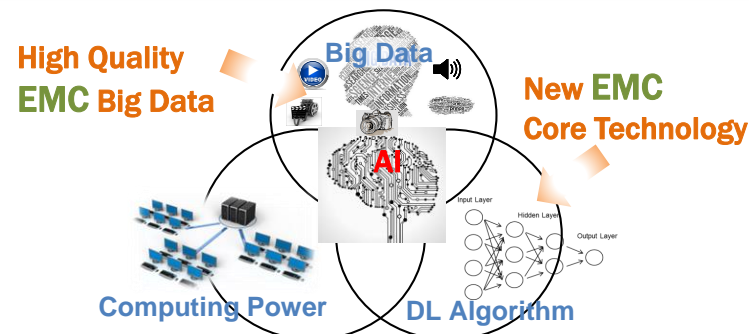 High Quality
EMC Big Data
Big Data
VIDEO
New EMC
Core Technology
AI
Input Layer
Hidden Layer
Output Layer
Computing Power
DL Algorithm